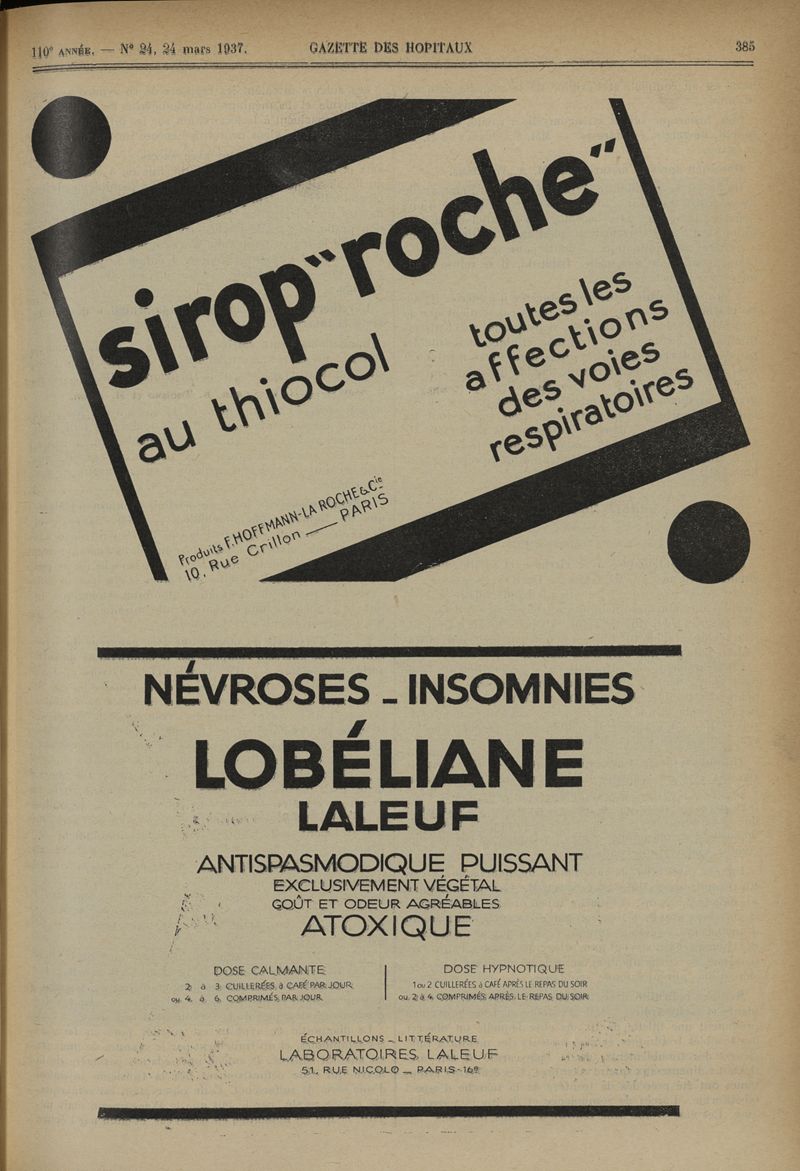 110e ANNÉE. — No 24, 24 mars 1937. GAZETTE DES HOPITAUX 385
sirop "roche"
au thiocol
toutes les
affections
des voies
respiratoires
Produits F. HOFFMANN-LA ROCHE & Cie
10, Rue Crillon — PARIS
NÉVROSES - INSOMNIES
LOBÉLIANE
LALEUF
ANTISPASMODIQUE PUISSANT
EXCLUSIVEMENT VÉGÉTAL
GOÛT ET ODEUR AGRÉABLES
ATOXIQUE
DOSE CALMANTE
2 à 3 CUILLERÉES à CAFÉ PAR JOUR
ou 4 à 6 COMPRIMÉS PAR JOUR
DOSE HYPNOTIQUE
1 ou 2 CUILLERÉES à CAFÉ APRÈS LE REPAS DU SOIR
ou 2 à 4 COMPRIMÉS APRÈS LE REPAS DU SOIR
ÉCHANTILLONS - LITTÉRATURE
LABORATOIRES LALEUF
51, RUE NICOLO - PARIS-16e